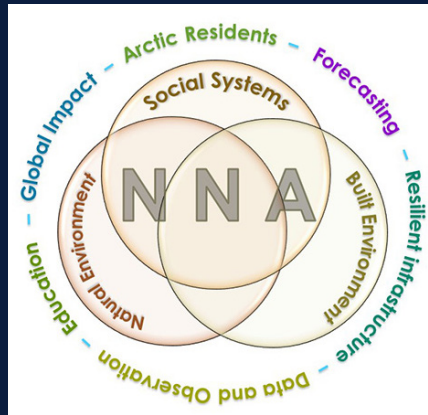 Arctic Residents – Forecasting – Resilient infrastructure – Data and Observation – Education – Global Impact –
Social Systems
NNA
Natural Environment
Built Environment